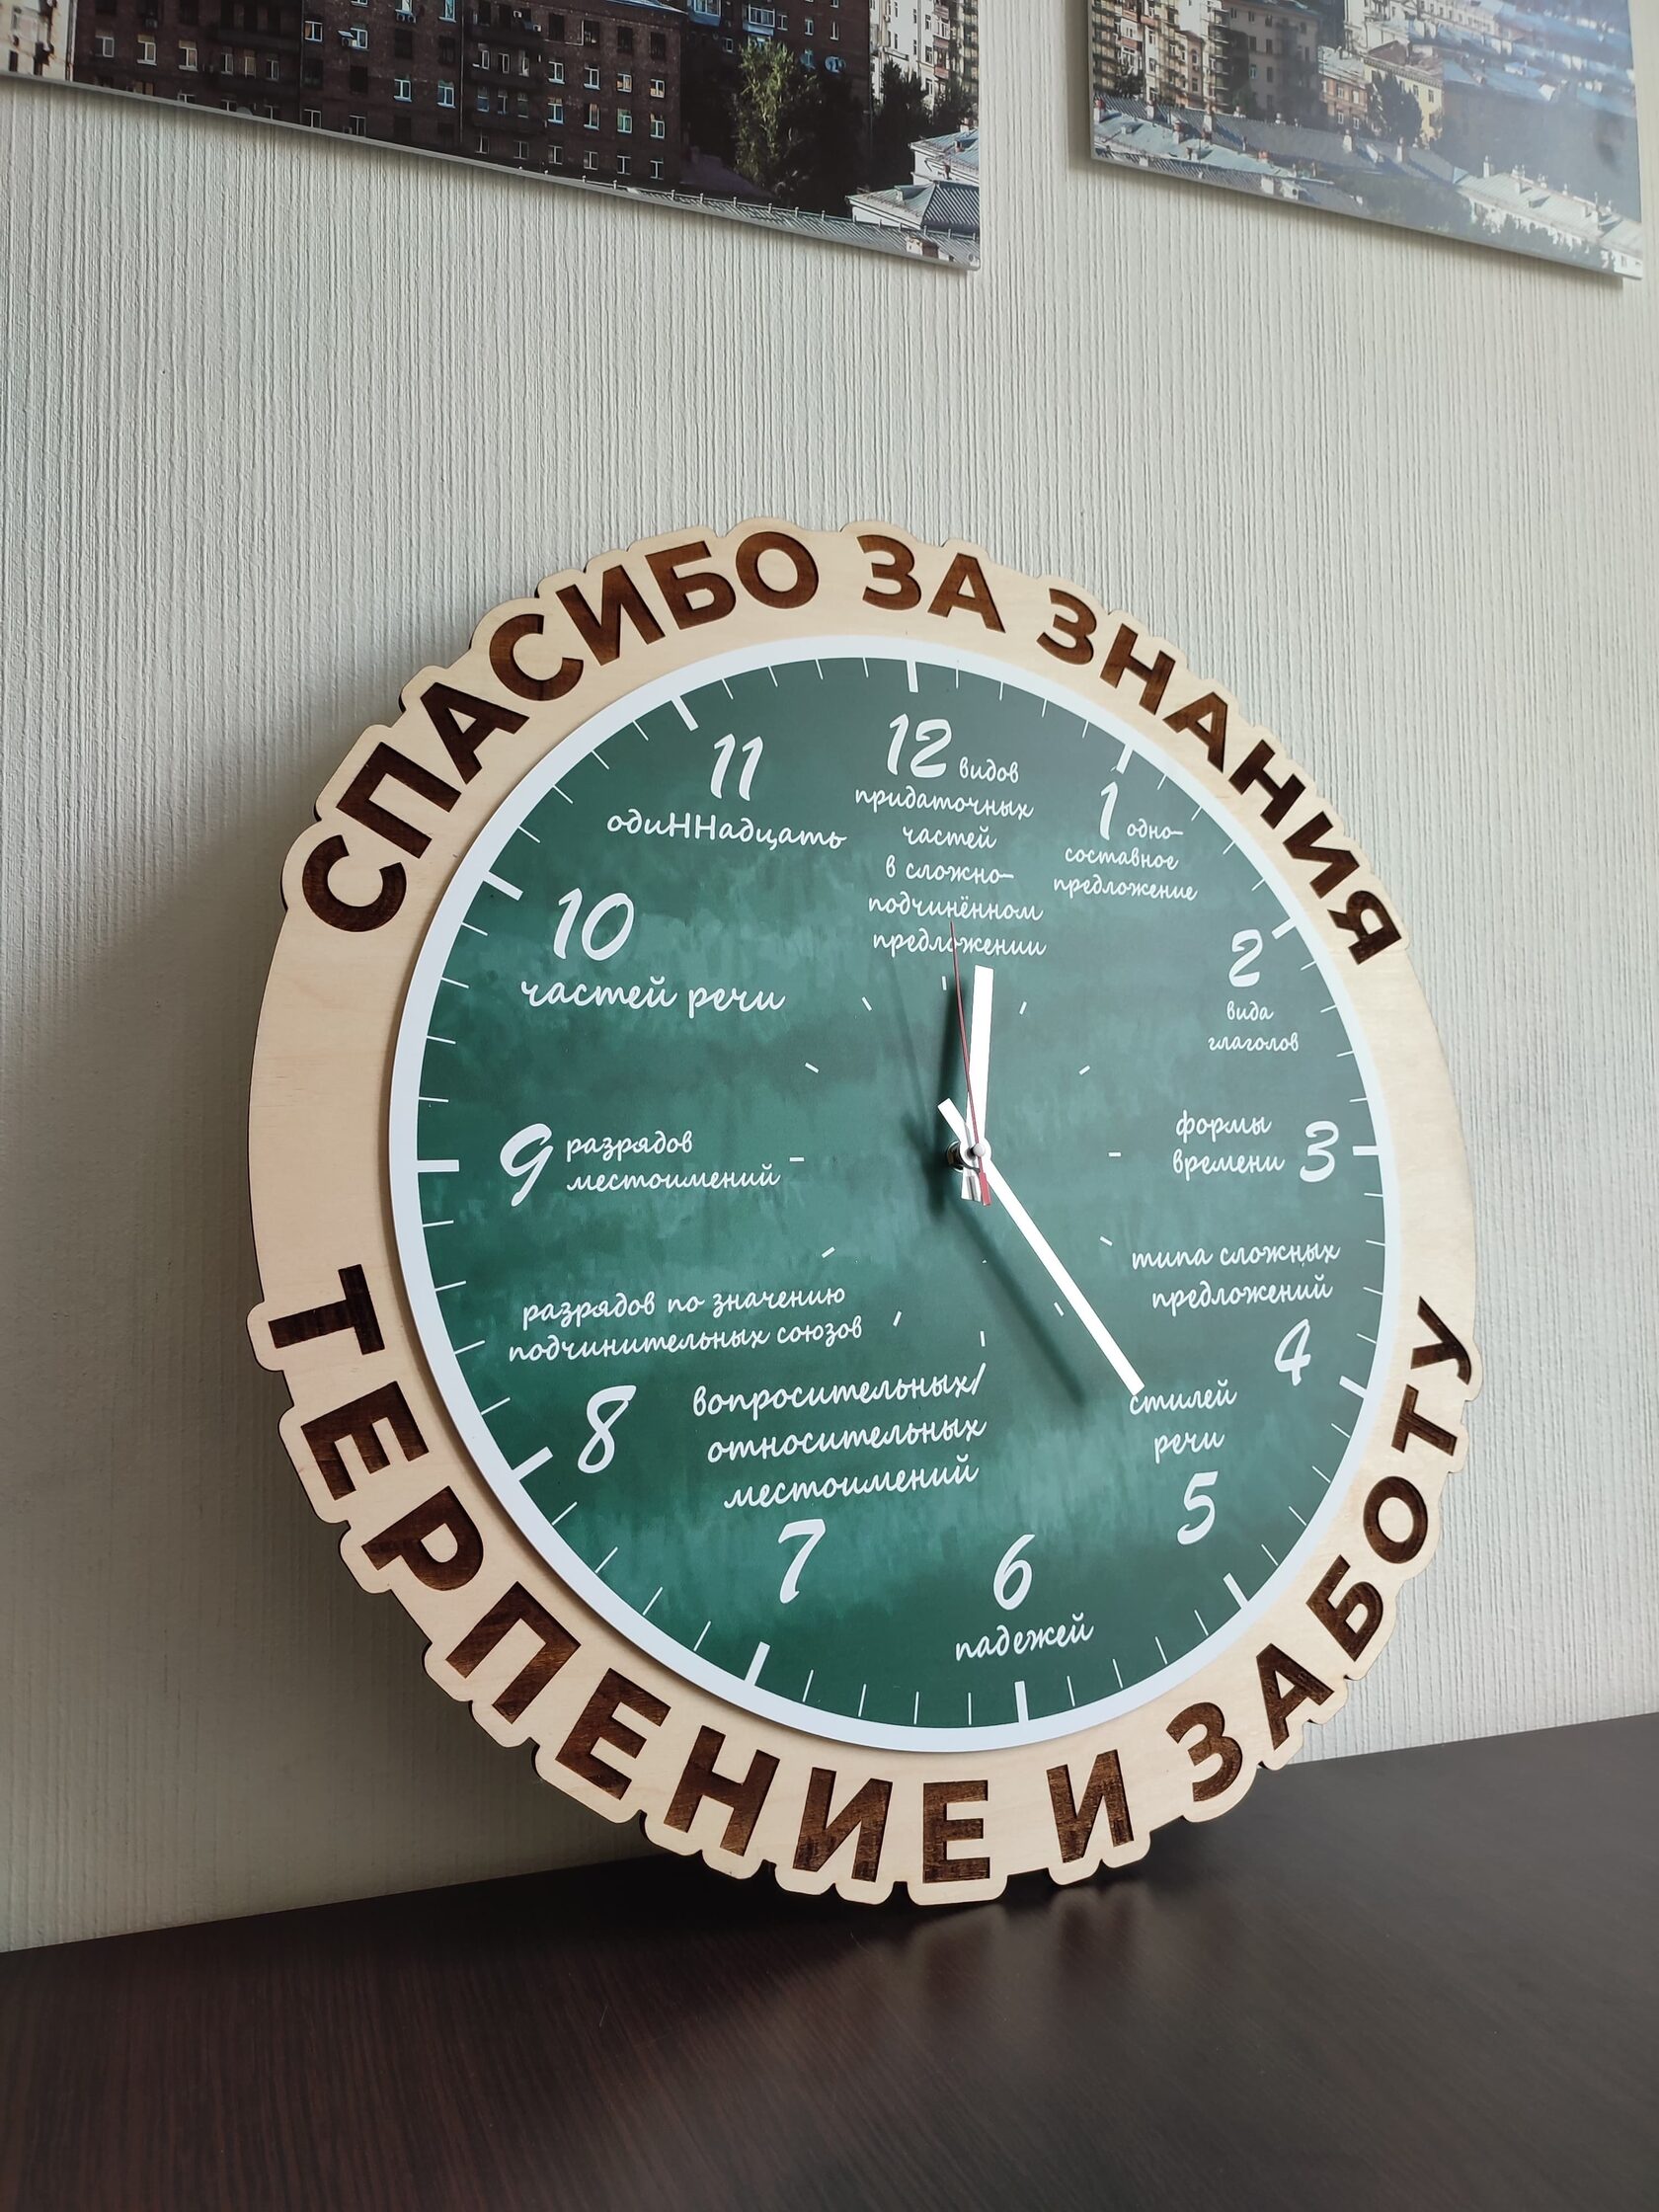 СПАСИБО ЗА ЗНАНИЯ
12 видов
придаточных
частей
в сложно-
подчинённом
предложении
1 одно-
составное
предложение
2
вида
глаголов
формы
времени 3
типа сложных
предложений
4
стилей
речи
5
6
падежей
вопросительных/
относительных
местоимений
7
разрядов по значению
подчинительных союзов
8
9 разрядов
местоимений
10
частей речи
11
одиННадцать
ТЕРПЕНИЕ И ЗАБОТУ